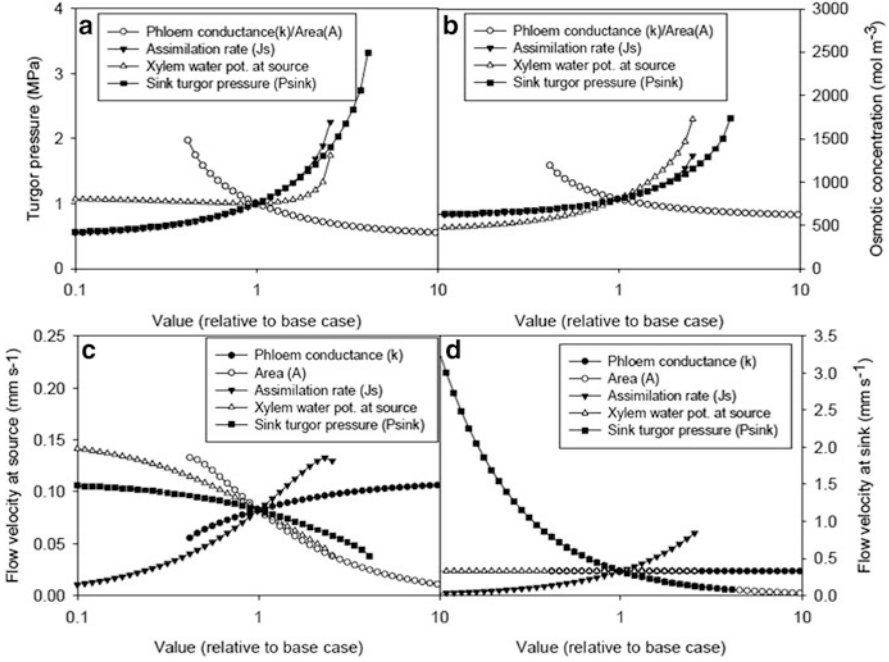 a
Phloem conductance (k)/Area(A)
Assimilation rate (Js)
Xylem water pot. at source
Sink turgor pressure (Psink)
Turgor pressure (MPa)
4
3
2
1
0
0.1
1
10
Value (relative to base case)
b
Phloem conductance (k)/Area(A)
Assimilation rate (Js)
Xylem water pot. at source
Sink turgor pressure (Psink)
3000
2500
2000
1500
1000
500
0
Osmotic concentration (mol m-3)
1
10
Value (relative to base case)
c
Phloem conductance (k)
Area (A)
Assimilation rate (Js)
Xylem water pot. at source
Sink turgor pressure (Psink)
Flow velocity at source (mm s-1)
0.25
0.20
0.15
0.10
0.05
0.00
0.1
1
10
Value (relative to base case)
d
Phloem conductance (k)
Area (A)
Assimilation rate (Js)
Xylem water pot. at source
Sink turgor pressure (Psink)
3.5
3.0
2.5
2.0
1.5
1.0
0.5
0.0
Flow velocity at sink (mm s-1)
1
10
Value (relative to base case)